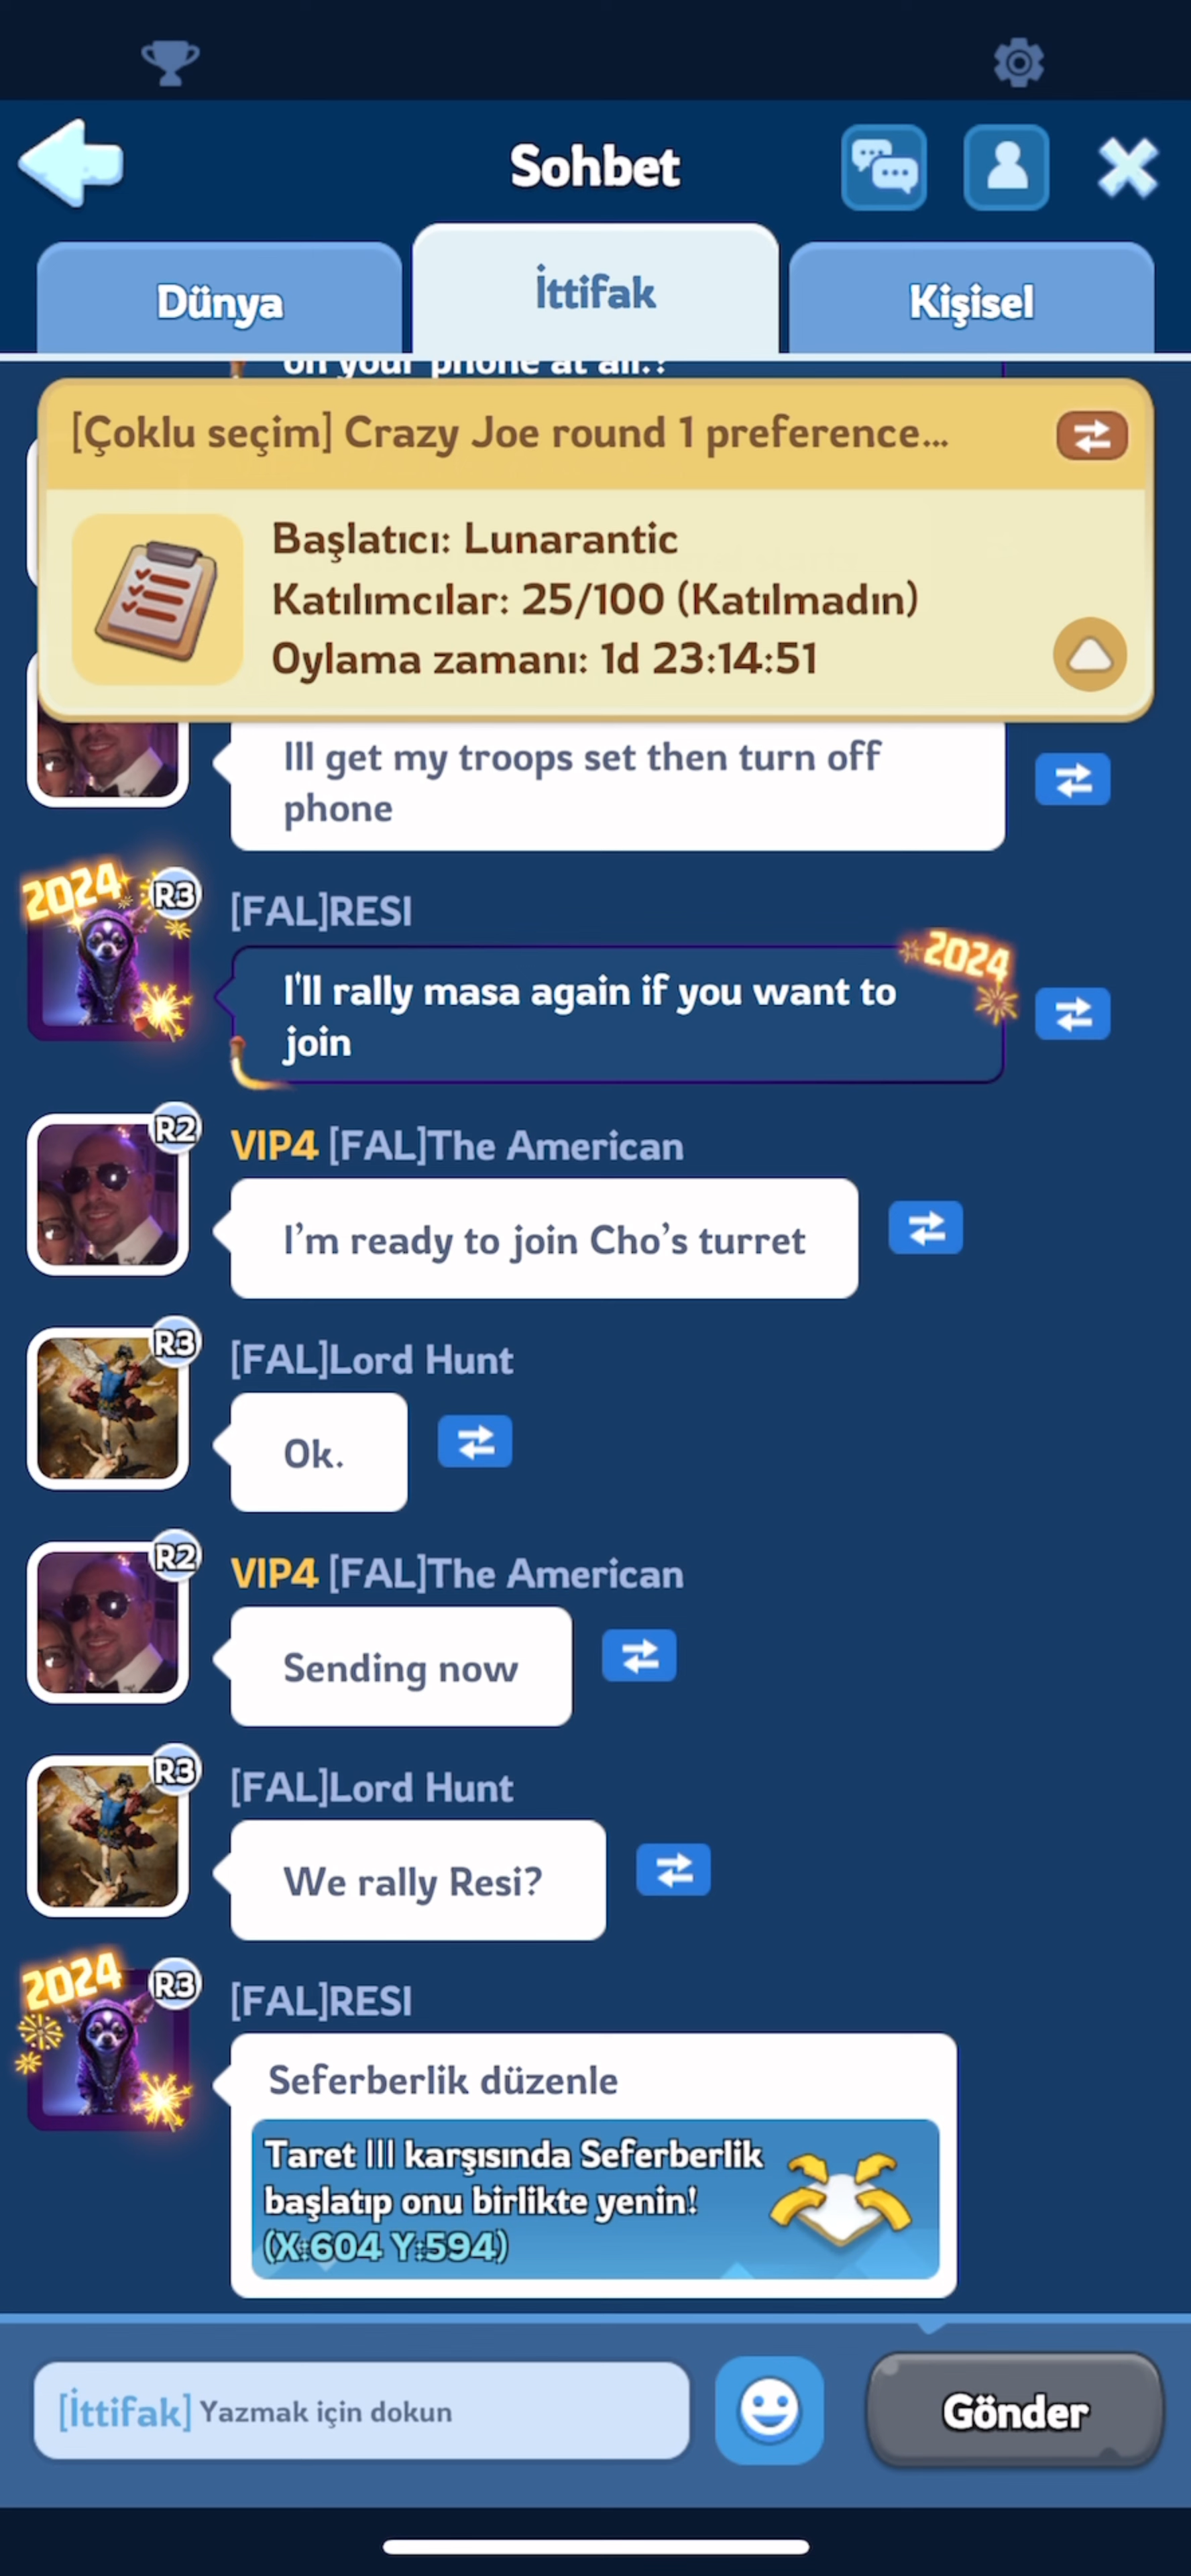 Sohbet
Dünya
İttifak
Kişisel
on your phone at all.?
[Çoklu seçim] Crazy Joe round 1 preference...
Başlatıcı: Lunarantic
Katılımcılar: 25/100 (Katılmadın)
Oylama zamanı: 1d 23:14:51
Ill get my troops set then turn off
phone
2024
R3
[FAL]RESI
2024
I'll rally masa again if you want to
join
R2
VIP4 [FAL]The American
I’m ready to join Cho’s turret
R3
[FAL]Lord Hunt
Ok.
R2
VIP4 [FAL]The American
Sending now
R3
[FAL]Lord Hunt
We rally Resi?
2024
R3
[FAL]RESI
Seferberlik düzenle
Taret III karşısında Seferberlik
başlatıp onu birlikte yenin!
(X:604 Y:594)
[İttifak] Yazmak için dokun
Gönder